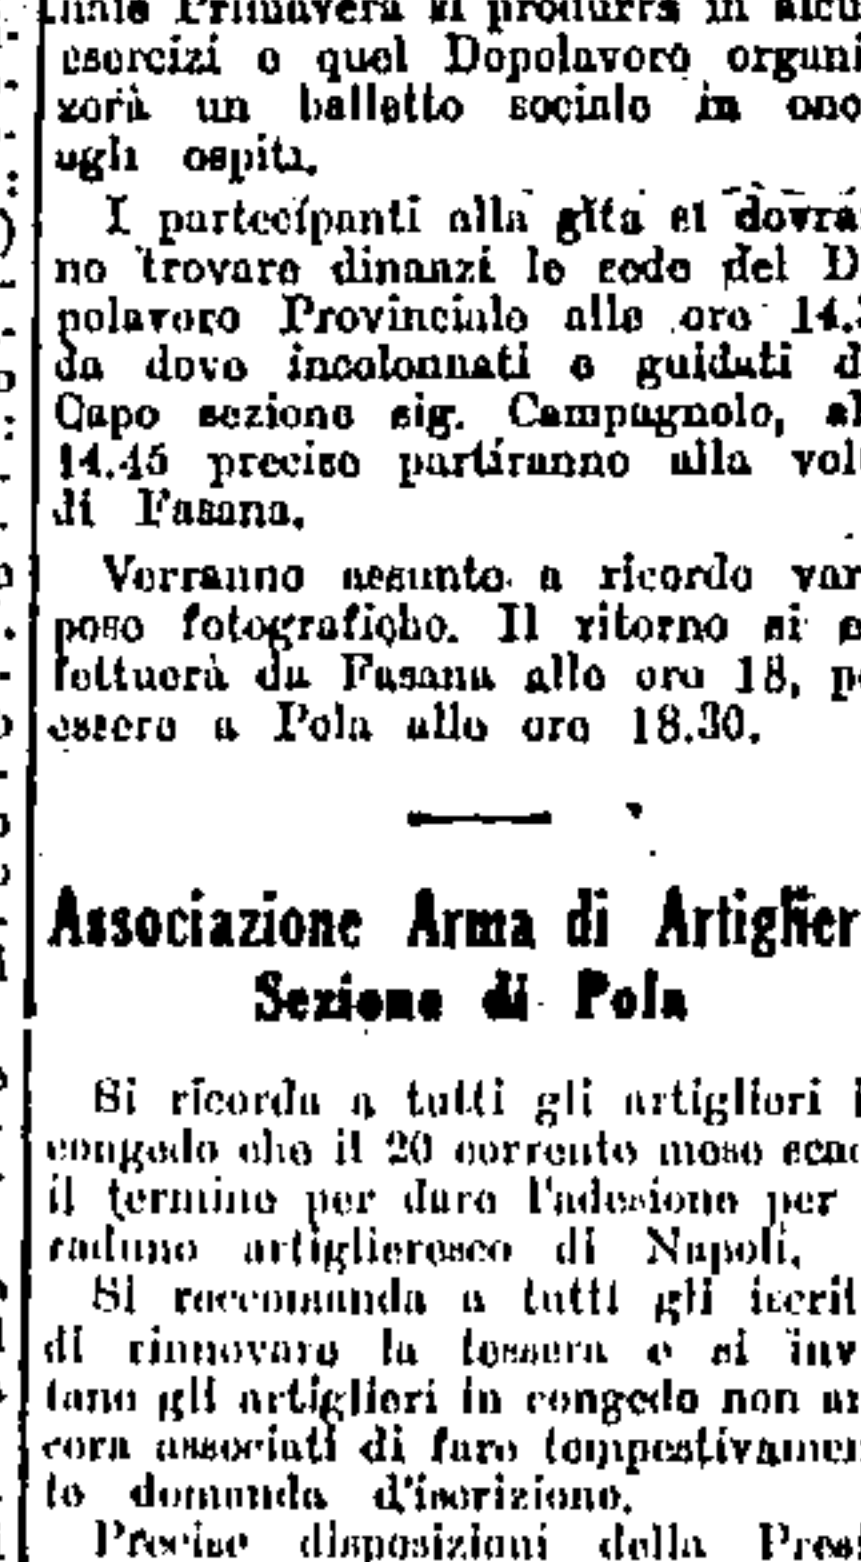 Primavera si produrrà in alcu
esercizi e quel Dopolavoro organi
zerà un balletto sociale in ono
agli ospiti.
I partecipanti alla gita si dovra
no trovare dinanzi le sede del D
polavoro Provinciale alle ore 14.
da dove incolonnati e guidati d
Capo sezione sig. Campagnolo, al
14.45 precise partiranno alla vol
di Fasana.
Verranno assunte a ricordo var
pose fotografiche. Il ritorno si e
fettuerà da Fasana alle ore 18, p
essere a Pola alle ore 18.30.
Associazione Arma di Artiglier
Sezione di Pola
Si ricorda a tutti gli artiglieri i
congedo che il 20 corrente mese scad
il termine per dare l'adesione per
raduno artiglieresco di Napoli.
Si raccomanda a tutti gli iscrit
di rinnovare la tessera e si inv
tano gli artiglieri in congedo non an
cora associati di fare tempestivamen
te domanda d'iscrizione.
Precise disposizioni della Presi